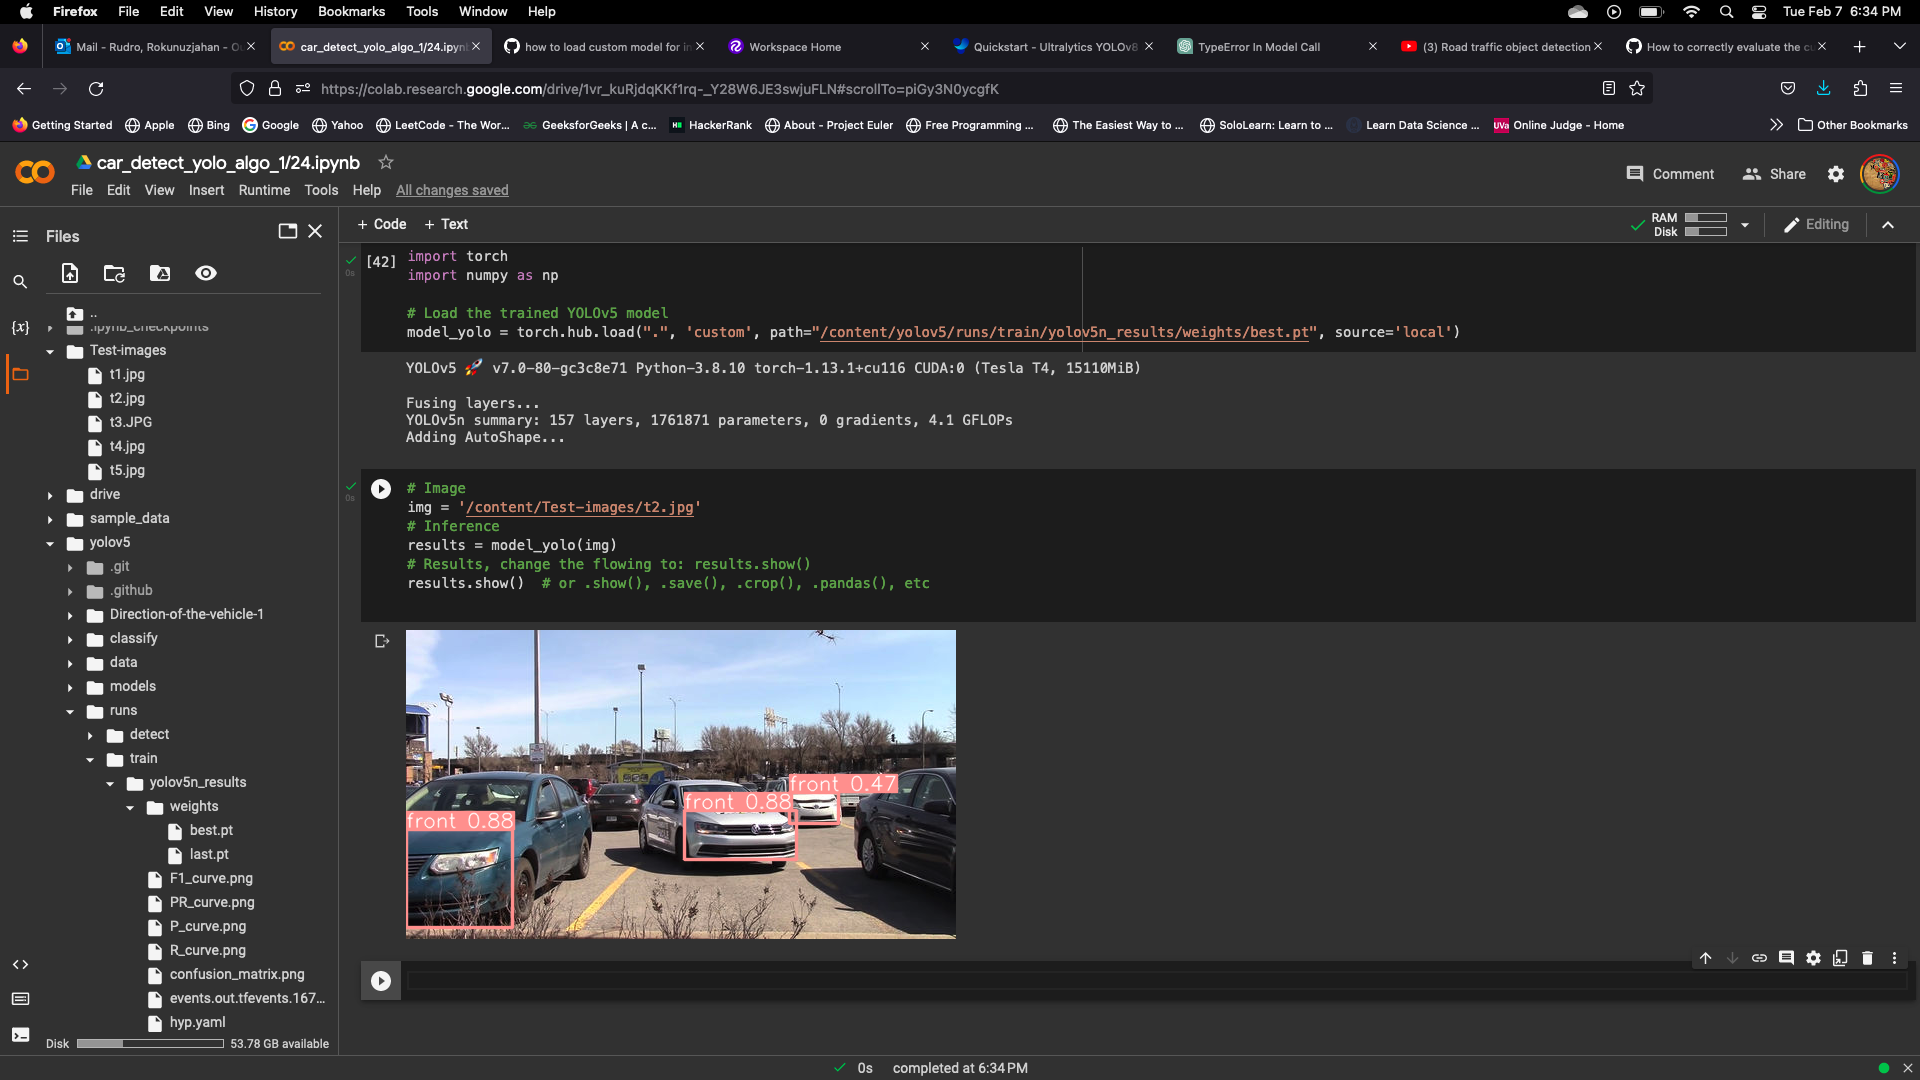 Firefox File Edit View History Bookmarks Tools Window Help Tue Feb 7 6:34 PM
Mail - Rudro, Rokunuzjahan - Ou
car_detect_yolo_algo_1/24.ipynb
how to load custom model for in
Workspace Home
Quickstart - Ultralytics YOLOv8
TypeError In Model Call
(3) Road traffic object detection
How to correctly evaluate the cu
https://colab.research.google.com/drive/1vr_kuRjdqKKf1rq-_Y28W6JE3swjuFLN#scrollTo=piGy3N0ycgfK
Getting Started Apple Bing Google Yahoo LeetCode - The Wor... GeeksforGeeks | A c... HackerRank About - Project Euler Free Programming ... The Easiest Way to ... SoloLearn: Learn to ... Learn Data Science ... UVa Online Judge - Home Other Bookmarks
car_detect_yolo_algo_1/24.ipynb
File Edit View Insert Runtime Tools Help All changes saved
Comment Share
Files
+ Code + Text
RAM
Disk
Editing
..
.ipynb_checkpoints
Test-images
t1.jpg
t2.jpg
t3.JPG
t4.jpg
t5.jpg
drive
sample_data
yolov5
.git
.github
Direction-of-the-vehicle-1
classify
data
models
runs
detect
train
yolov5n_results
weights
best.pt
last.pt
F1_curve.png
PR_curve.png
P_curve.png
R_curve.png
confusion_matrix.png
events.out.tfevents.167...
hyp.yaml
Disk 53.78 GB available
{x}
0s
[42]
import torch
import numpy as np
# Load the trained YOLOv5 model
model_yolo = torch.hub.load(".", 'custom', path="/content/yolov5/runs/train/yolov5n_results/weights/best.pt", source='local')
YOLOv5 🚀 v7.0-80-gc3c8e71 Python-3.8.10 torch-1.13.1+cu116 CUDA:0 (Tesla T4, 15110MiB)
Fusing layers...
YOLOv5n summary: 157 layers, 1761871 parameters, 0 gradients, 4.1 GFLOPs
Adding AutoShape...
0s
# Image
img = '/content/Test-images/t2.jpg'
# Inference
results = model_yolo(img)
# Results, change the flowing to: results.show()
results.show() # or .show(), .save(), .crop(), .pandas(), etc
front 0.47
front 0.88
front 0.88
0s completed at 6:34 PM